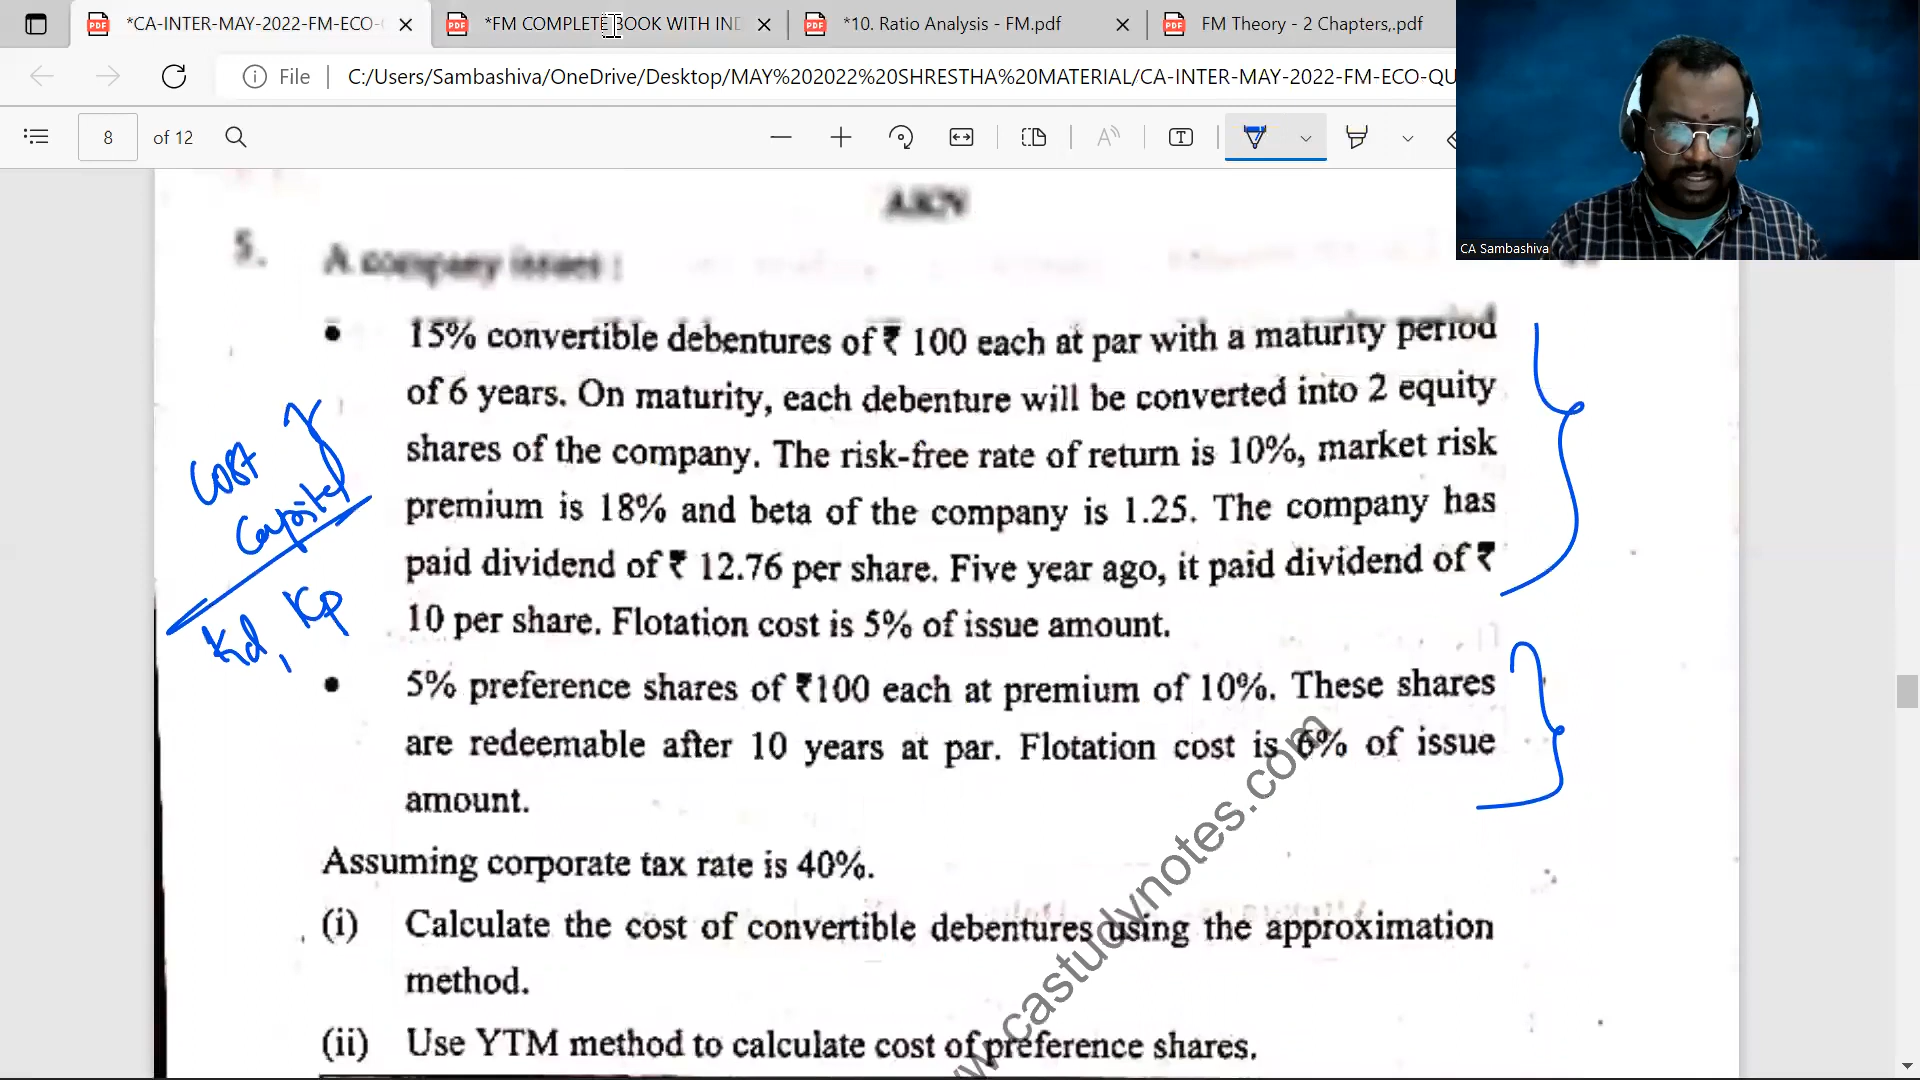 *CA-INTER-MAY-2022-FM-ECO-
*FM COMPLETE BOOK WITH IND
*10. Ratio Analysis - FM.pdf
FM Theory - 2 Chapters,.pdf
File
C:/Users/Sambashiva/OneDrive/Desktop/MAY%202022%20SHRESTHA%20MATERIAL/CA-INTER-MAY-2022-FM-ECO-QU
8 of 12
CA Sambashiva
5. A company issues :
• 15% convertible debentures of ₹ 100 each at par with a maturity period
of 6 years. On maturity, each debenture will be converted into 2 equity
shares of the company. The risk-free rate of return is 10%, market risk
premium is 18% and beta of the company is 1.25. The company has
paid dividend of ₹ 12.76 per share. Five year ago, it paid dividend of ₹
10 per share. Flotation cost is 5% of issue amount.
Cost of
Capital
Kd, Kp
• 5% preference shares of ₹100 each at premium of 10%. These shares
are redeemable after 10 years at par. Flotation cost is 6% of issue
amount.
Assuming corporate tax rate is 40%.
(i) Calculate the cost of convertible debentures using the approximation
method.
(ii) Use YTM method to calculate cost of preference shares.
w.castudynotes.com